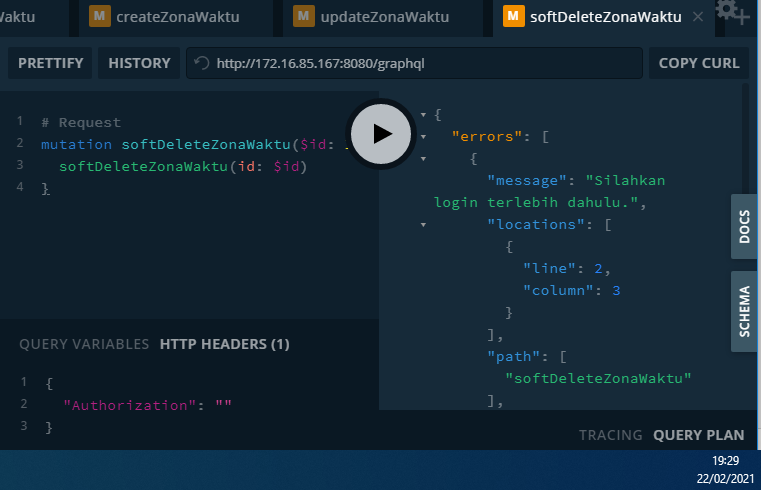 Waktu
M createZonaWaktu
M updateZonaWaktu
M softDeleteZonaWaktu
PRETTIFY
HISTORY
http://172.16.85.167:8080/graphql
COPY CURL
1 # Request
2 mutation softDeleteZonaWaktu($id:
3 softDeleteZonaWaktu(id: $id)
4 }
{
"errors": [
{
"message": "Silahkan
login terlebih dahulu.",
"locations": [
{
"line": 2,
"column": 3
}
],
"path": [
"softDeleteZonaWaktu"
],
DOCS
SCHEMA
QUERY VARIABLES HTTP HEADERS (1)
1 {
2 "Authorization": ""
3 }
TRACING QUERY PLAN
19:29
22/02/2021